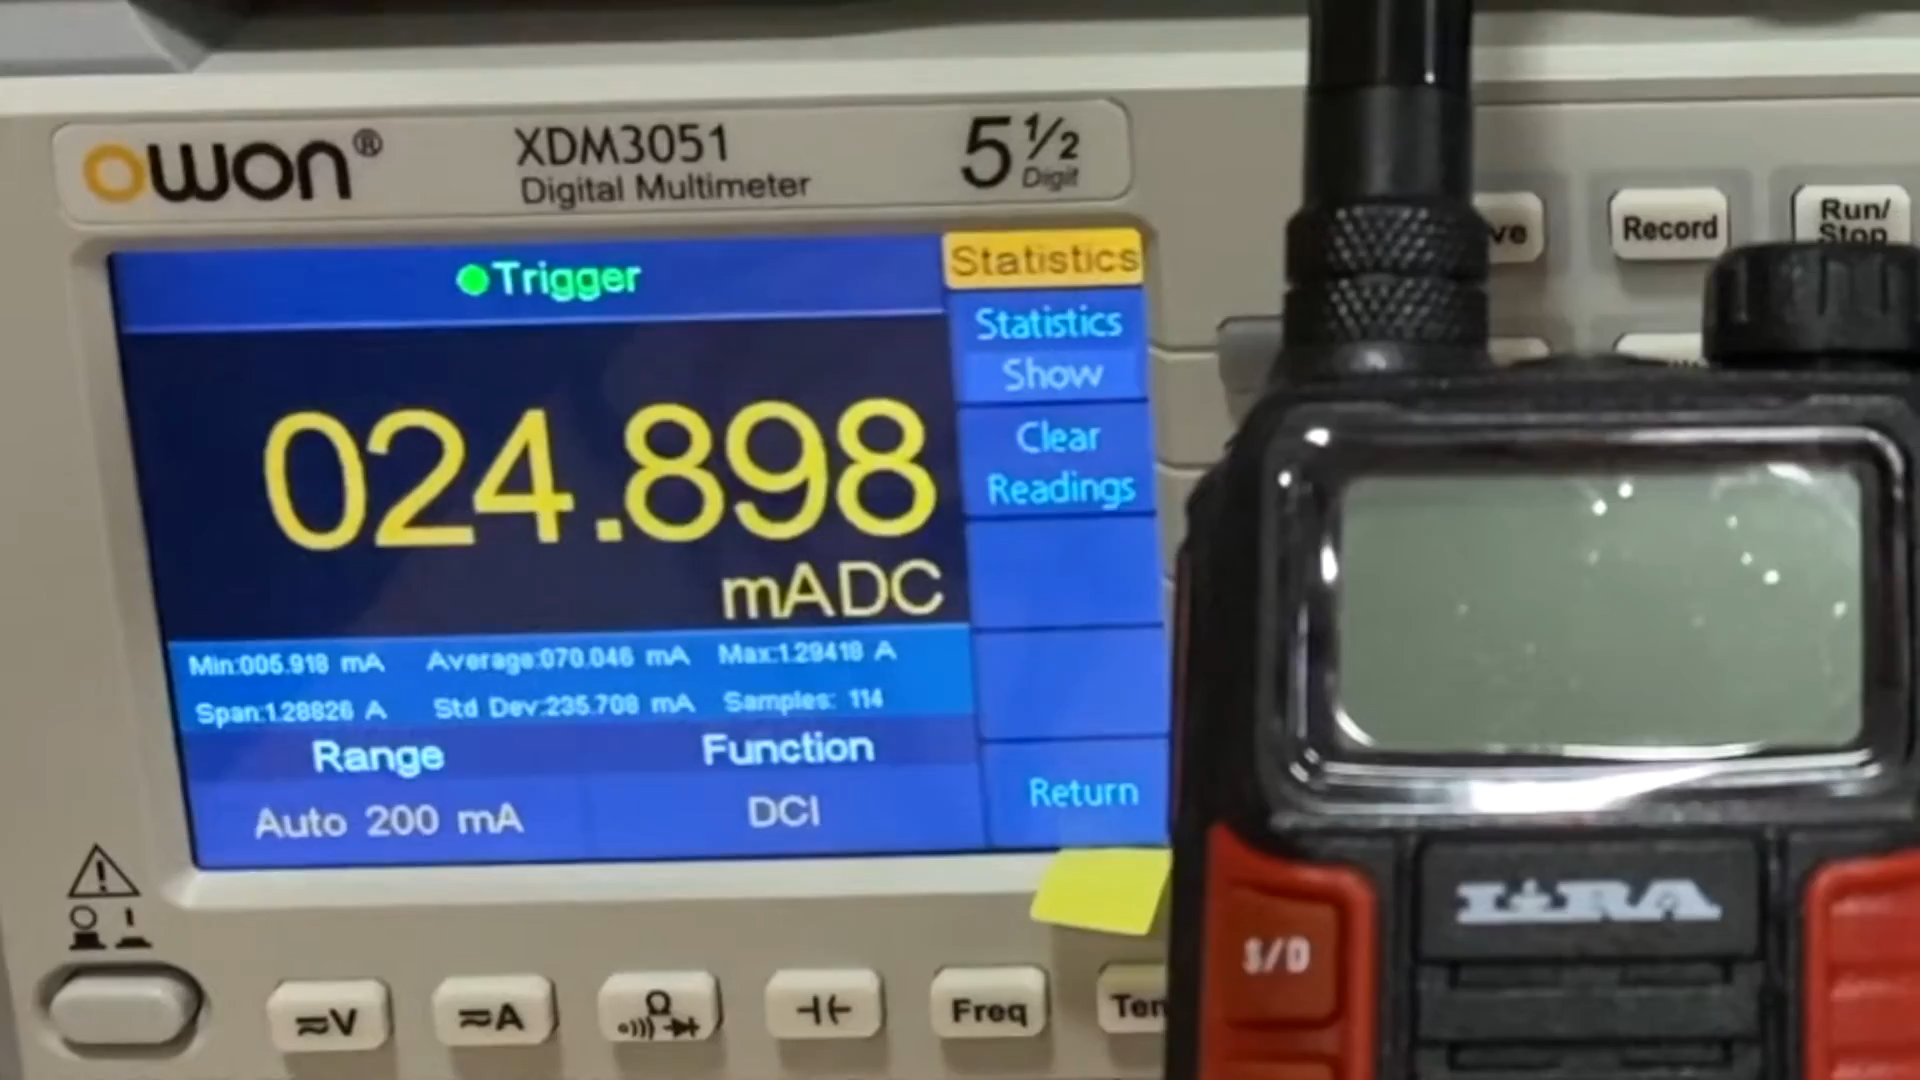 owon®
XDM3051
Digital Multimeter
5 1/2
Digit
Trigger
Statistics
Statistics
Show
Clear
Readings
Return
024.898
mADC
Min:005.918 mA Average:070.046 mA Max:1.29418 A
Span:1.28826 A Std Dev:235.708 mA Samples: 114
Range Function
Auto 200 mA DCI
Record
Run/
Stop
≂V
≂A
Ω
Freq
S/D